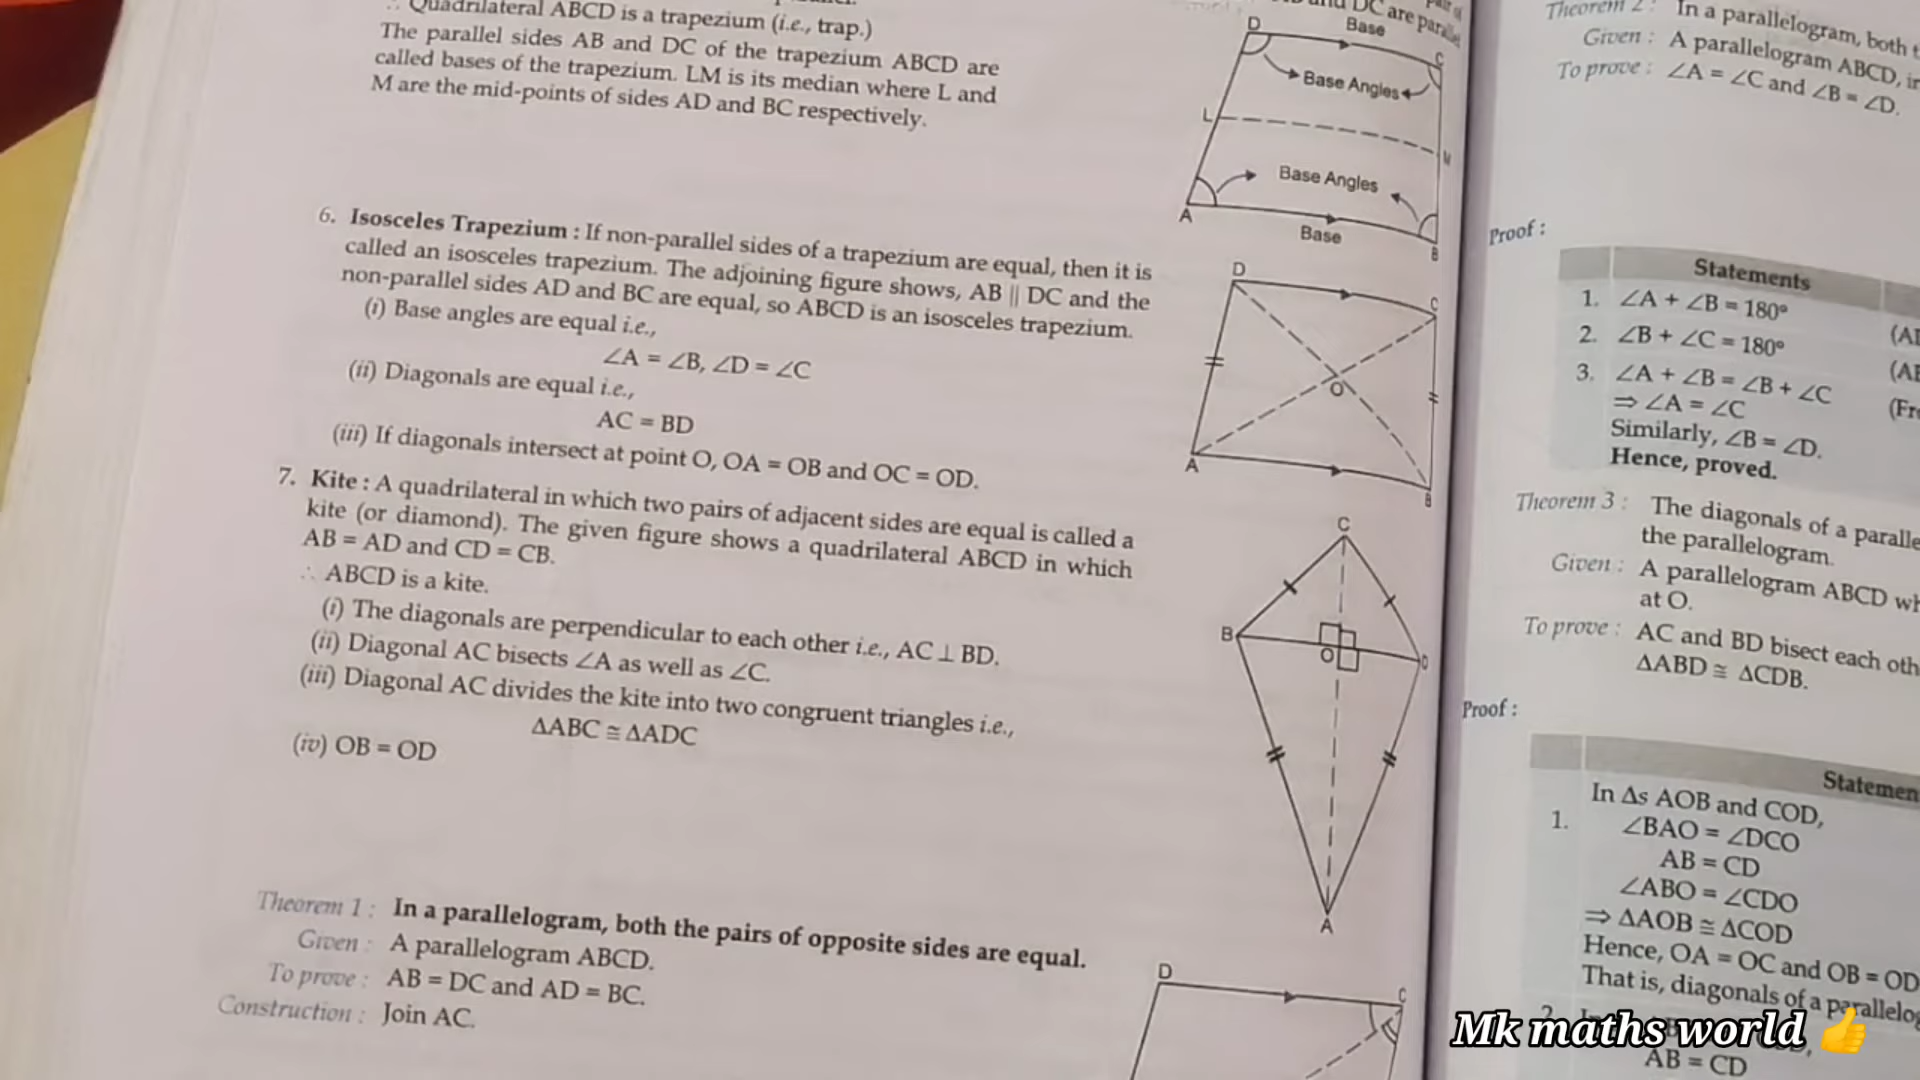 ∴ Quadrilateral ABCD is a trapezium (i.e., trap.)
The parallel sides AB and DC of the trapezium ABCD are
called bases of the trapezium. LM is its median where L and
M are the mid-points of sides AD and BC respectively.
DC are parallel
D
Base
C
Base Angles
L
M
Base Angles
A
Base
B
6. Isosceles Trapezium : If non-parallel sides of a trapezium are equal, then it is
called an isosceles trapezium. The adjoining figure shows, AB || DC and the
non-parallel sides AD and BC are equal, so ABCD is an isosceles trapezium.
(i) Base angles are equal i.e.,
∠A = ∠B, ∠D = ∠C
(ii) Diagonals are equal i.e.,
AC = BD
(iii) If diagonals intersect at point O, OA = OB and OC = OD.
D
C
O
A
B
7. Kite : A quadrilateral in which two pairs of adjacent sides are equal is called a
kite (or diamond). The given figure shows a quadrilateral ABCD in which
AB = AD and CD = CB.
∴ ABCD is a kite.
(i) The diagonals are perpendicular to each other i.e., AC ⊥ BD.
(ii) Diagonal AC bisects ∠A as well as ∠C.
(iii) Diagonal AC divides the kite into two congruent triangles i.e.,
ΔABC ≅ ΔADC
(iv) OB = OD
C
B
O
D
A
Theorem 1 : In a parallelogram, both the pairs of opposite sides are equal.
Given : A parallelogram ABCD.
To prove : AB = DC and AD = BC.
Construction : Join AC.
D
C
Theorem 2 : In a parallelogram, both
Given : A parallelogram ABCD, in
To prove : ∠A = ∠C and ∠B = ∠D.
Proof :
Statements
1. ∠A + ∠B = 180°
2. ∠B + ∠C = 180°
3. ∠A + ∠B = ∠B + ∠C
⇒ ∠A = ∠C
Similarly, ∠B = ∠D.
Hence, proved.
Theorem 3 : The diagonals of a paralle
the parallelogram.
Given : A parallelogram ABCD wh
at O.
To prove : AC and BD bisect each oth
ΔABD ≅ ΔCDB.
Proof :
Statemen
In Δs AOB and COD,
1. ∠BAO = ∠DCO
AB = CD
∠ABO = ∠CDO
⇒ ΔAOB ≅ ΔCOD
Hence, OA = OC and OB = OD
That is, diagonals of a parallelog
2.
AB = CD
Mk maths world 👍